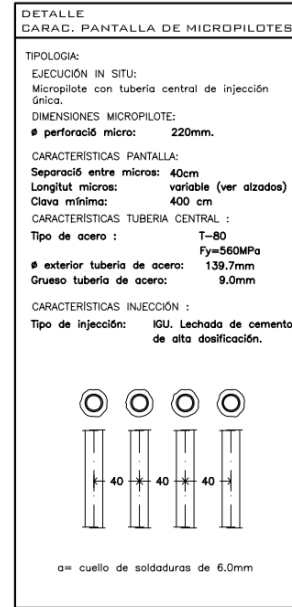 DETALLE
CARAC. PANTALLA DE MICROPILOTES
TIPOLOGIA:
EJECUCIÓN IN SITU:
Micropilote con tuberia central de injección
única.
DIMENSIONES MICROPILOTE:
ø perforació micro: 220mm.
CARACTERÍSTICAS PANTALLA:
Separació entre micros: 40cm
Longitut micros: variable (ver alzados)
Clava mínima: 400 cm
CARACTERÍSTICAS TUBERIA CENTRAL :
Tipo de acero : T-80
Fy=560MPa
ø exterior tuberia de acero: 139.7mm
Grueso tuberia de acero: 9.0mm
CARACTERÍSTICAS INJECCIÓN :
Tipo de injección: IGU. Lechada de cemento
de alta dosificación.
40 40 40
a= cuello de soldaduras de 6.0mm